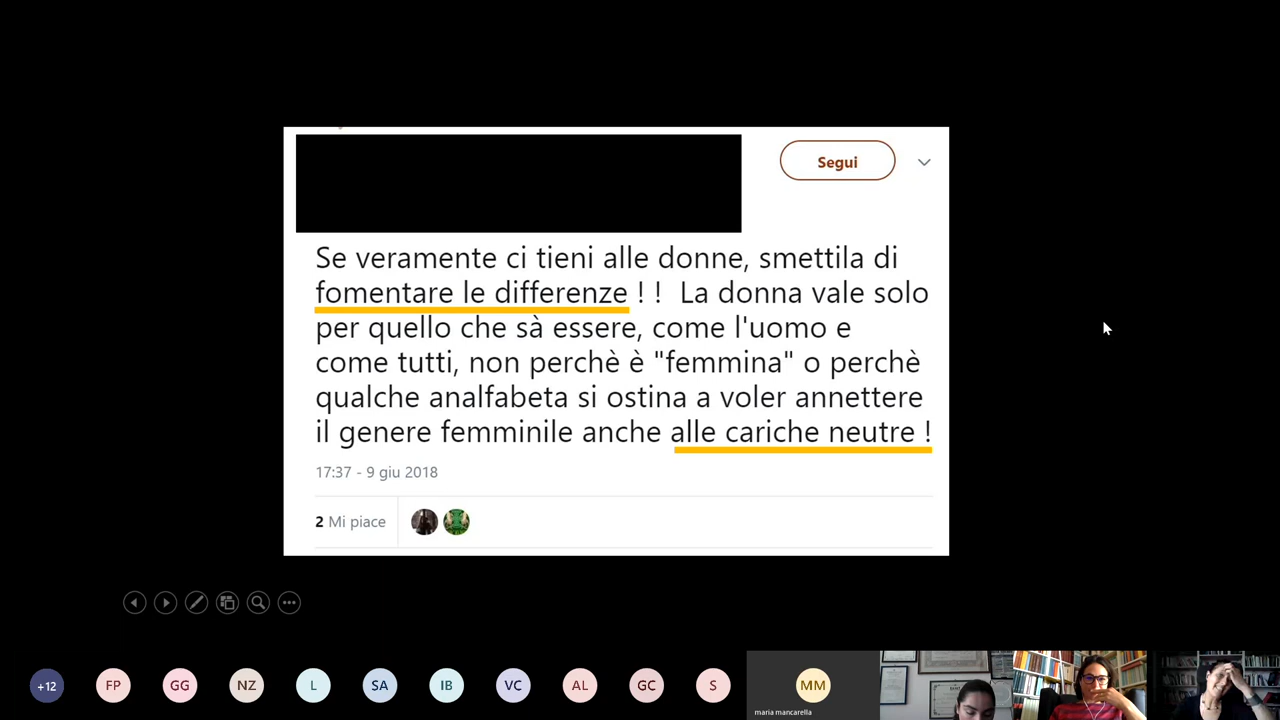 Segui
Se veramente ci tieni alle donne, smettila di
fomentare le differenze ! ! La donna vale solo
per quello che sà essere, come l'uomo e
come tutti, non perchè è "femmina" o perchè
qualche analfabeta si ostina a voler annettere
il genere femminile anche alle cariche neutre !
17:37 - 9 giu 2018
2 Mi piace
+12 FP GG NZ L SA IB VC AL GC S MM
maria mancarella